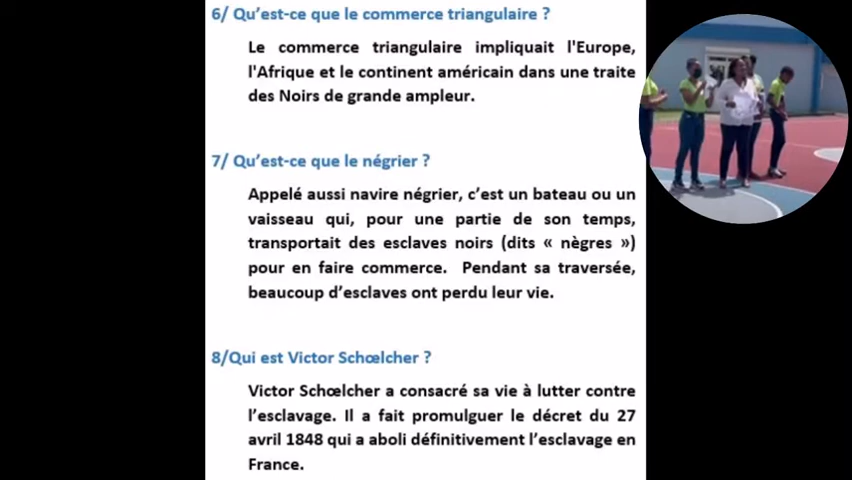 6/ Qu'est-ce que le commerce triangulaire ?
Le commerce triangulaire impliquait l'Europe,
l'Afrique et le continent américain dans une traite
des Noirs de grande ampleur.
7/ Qu'est-ce que le négrier ?
Appelé aussi navire négrier, c'est un bateau ou un
vaisseau qui, pour une partie de son temps,
transportait des esclaves noirs (dits « nègres »)
pour en faire commerce. Pendant sa traversée,
beaucoup d'esclaves ont perdu leur vie.
8/Qui est Victor Schœlcher ?
Victor Schœlcher a consacré sa vie à lutter contre
l'esclavage. Il a fait promulguer le décret du 27
avril 1848 qui a aboli définitivement l'esclavage en
France.